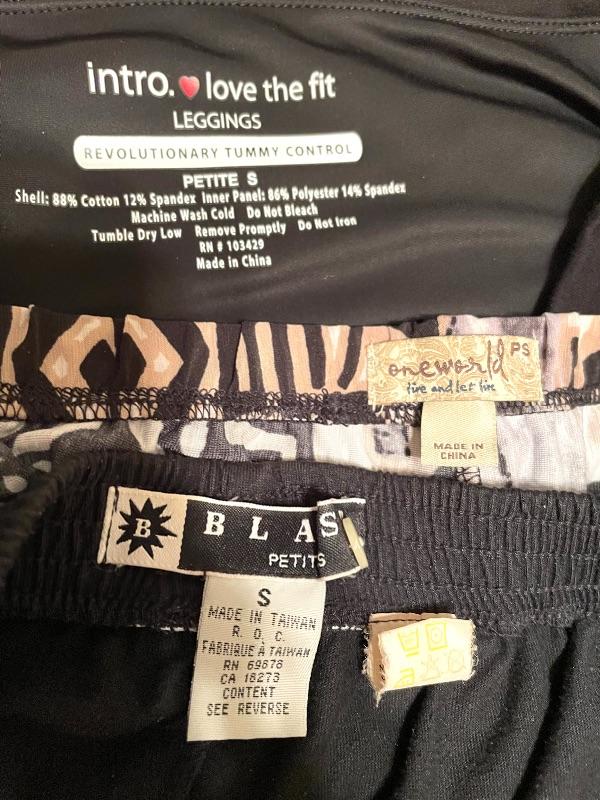 intro. love the fit
LEGGINGS
REVOLUTIONARY TUMMY CONTROL
PETITE S
Shell: 88% Cotton 12% Spandex Inner Panel: 86% Polyester 14% Spandex
Machine Wash Cold Do Not Bleach
Tumble Dry Low Remove Promptly Do Not Iron
RN # 103429
Made in China
oneworld PS
live and let live
MADE IN
CHINA
B BLAS
PETITS
S
MADE IN TAIWAN
R. O. C.
FABRIQUÉ À TAIWAN
RN 69876
CA 18273
CONTENT
SEE REVERSE